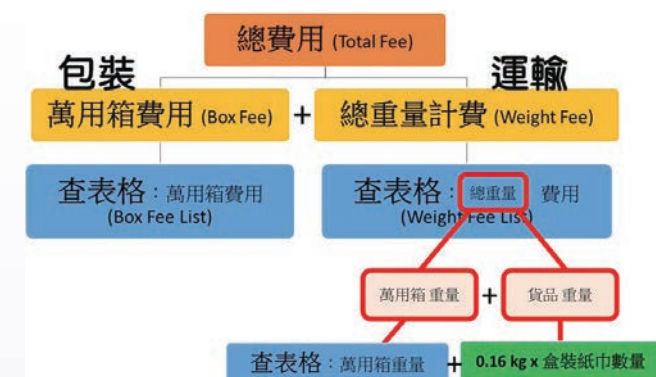 總費用 (Total Fee)
包裝
運輸
萬用箱費用 (Box Fee) + 總重量計費 (Weight Fee)
查表格：萬用箱費用
(Box Fee List)
查表格：總重量 費用
(Weight Fee List)
萬用箱 重量 + 貨品 重量
查表格：萬用箱重量 + 0.16 kg x 盒裝紙巾數量